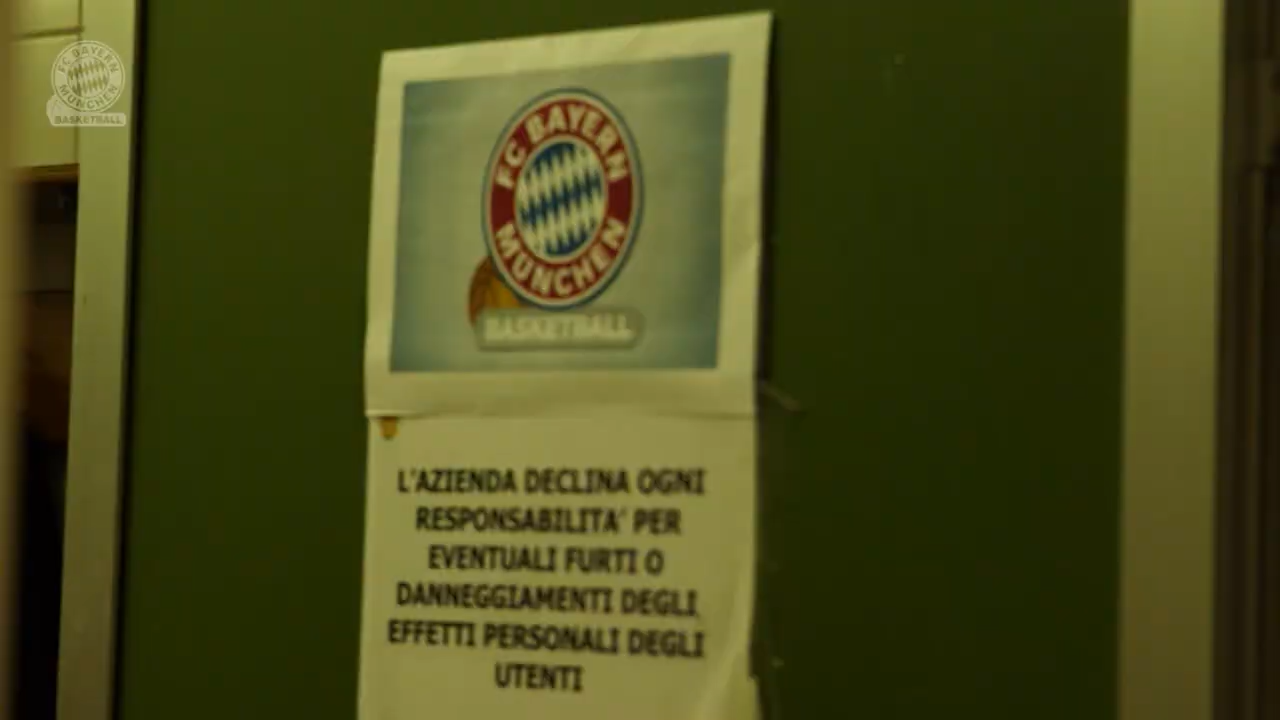 FC BAYERN
MÜNCHEN
BASKETBALL
FC BAYERN
MÜNCHEN
BASKETBALL
L'AZIENDA DECLINA OGNI
RESPONSABILITA' PER
EVENTUALI FURTI O
DANNEGGIAMENTI DEGLI
EFFETTI PERSONALI DEGLI
UTENTI